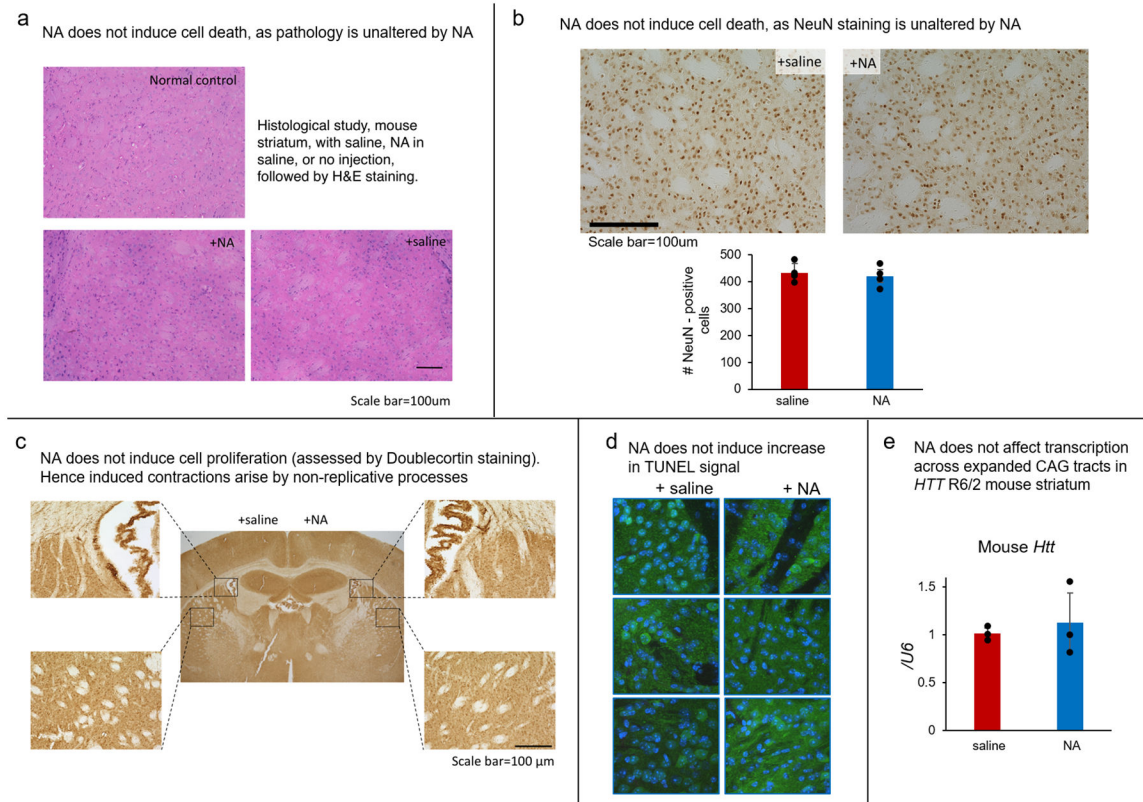 a
NA does not induce cell death, as pathology is unaltered by NA
Normal control
Histological study, mouse
striatum, with saline, NA in
saline, or no injection,
followed by H&E staining.
+NA
+saline
Scale bar=100um
b
NA does not induce cell death, as NeuN staining is unaltered by NA
+saline
+NA
Scale bar=100um
# NeuN - positive
cells
500
400
300
200
100
0
saline
NA
c
NA does not induce cell proliferation (assessed by Doublecortin staining).
Hence induced contractions arise by non-replicative processes
+saline
+NA
Scale bar=100 µm
d
NA does not induce increase
in TUNEL signal
+ saline
+ NA
e
NA does not affect transcription
across expanded CAG tracts in
HTT R6/2 mouse striatum
Mouse Htt
/U6
1.5
1
0.5
0
saline
NA